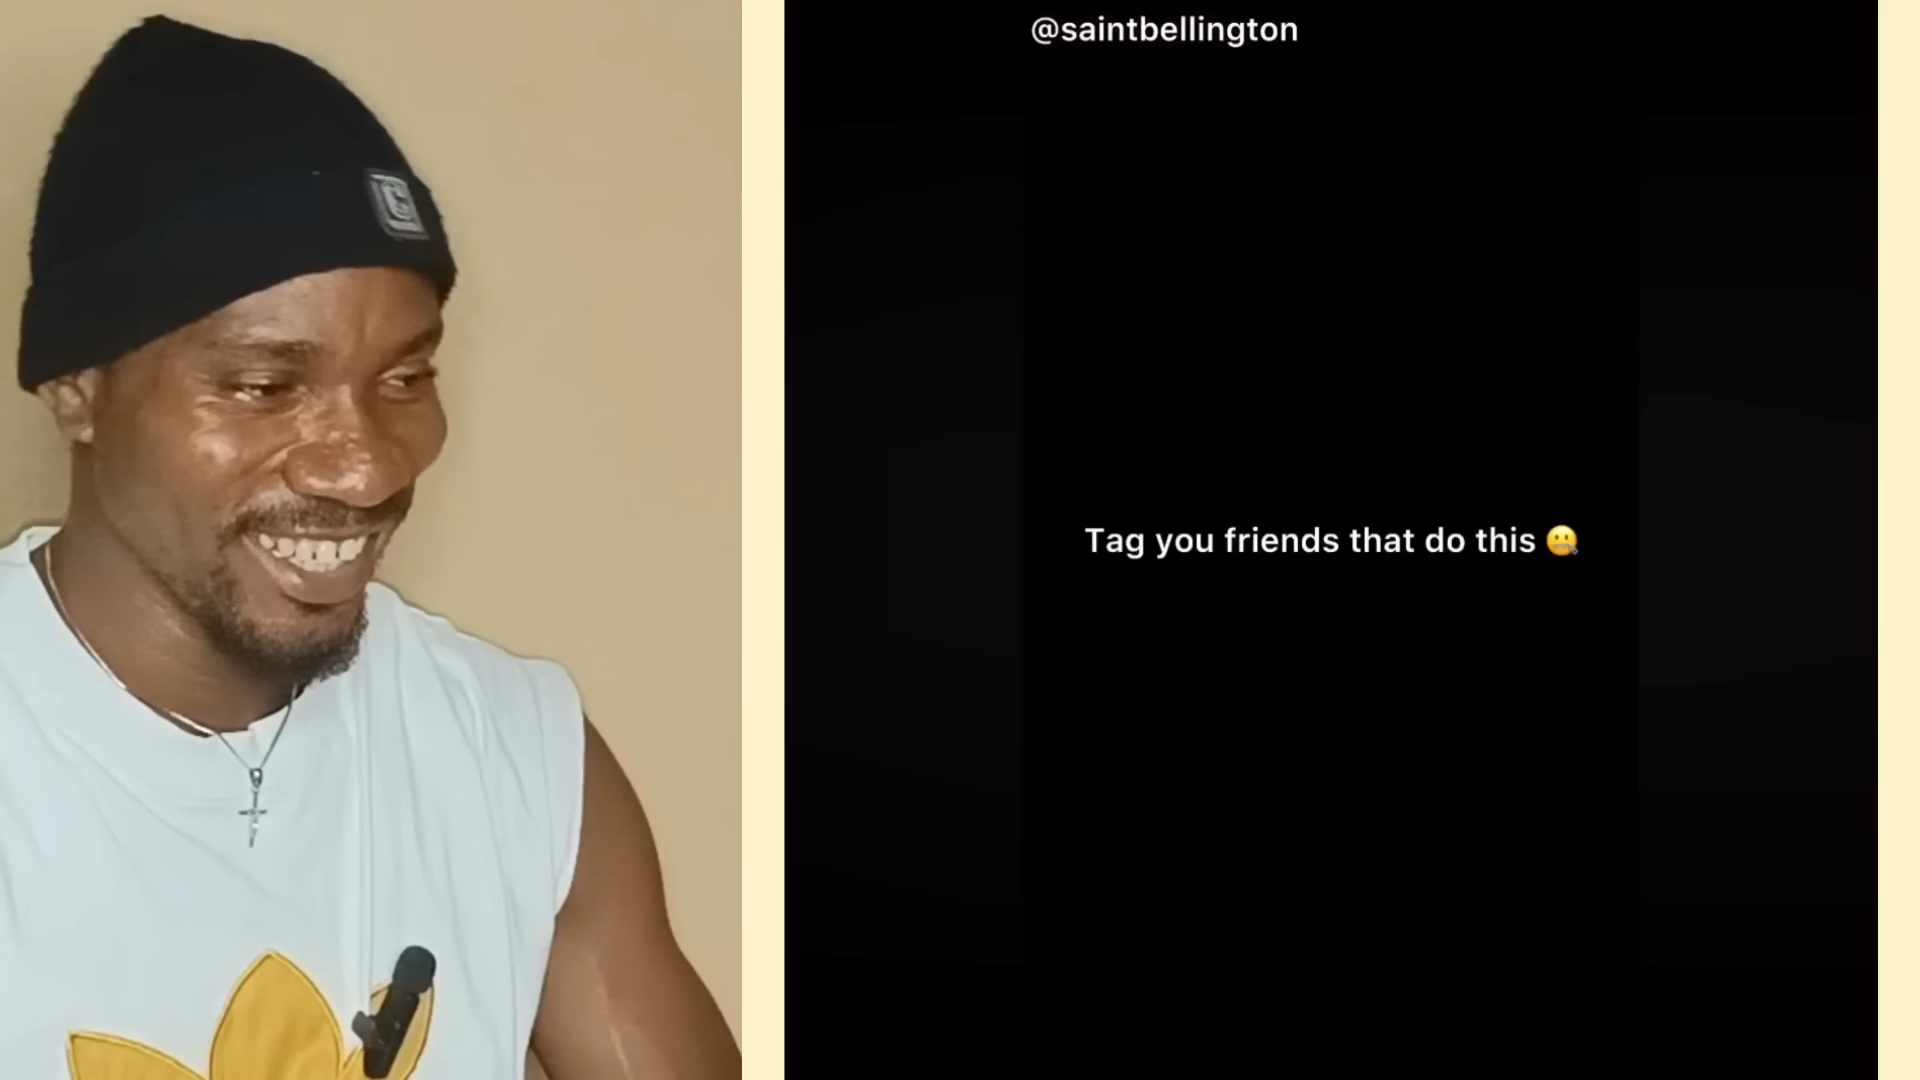 @saintbellington
Tag you friends that do this 🤐